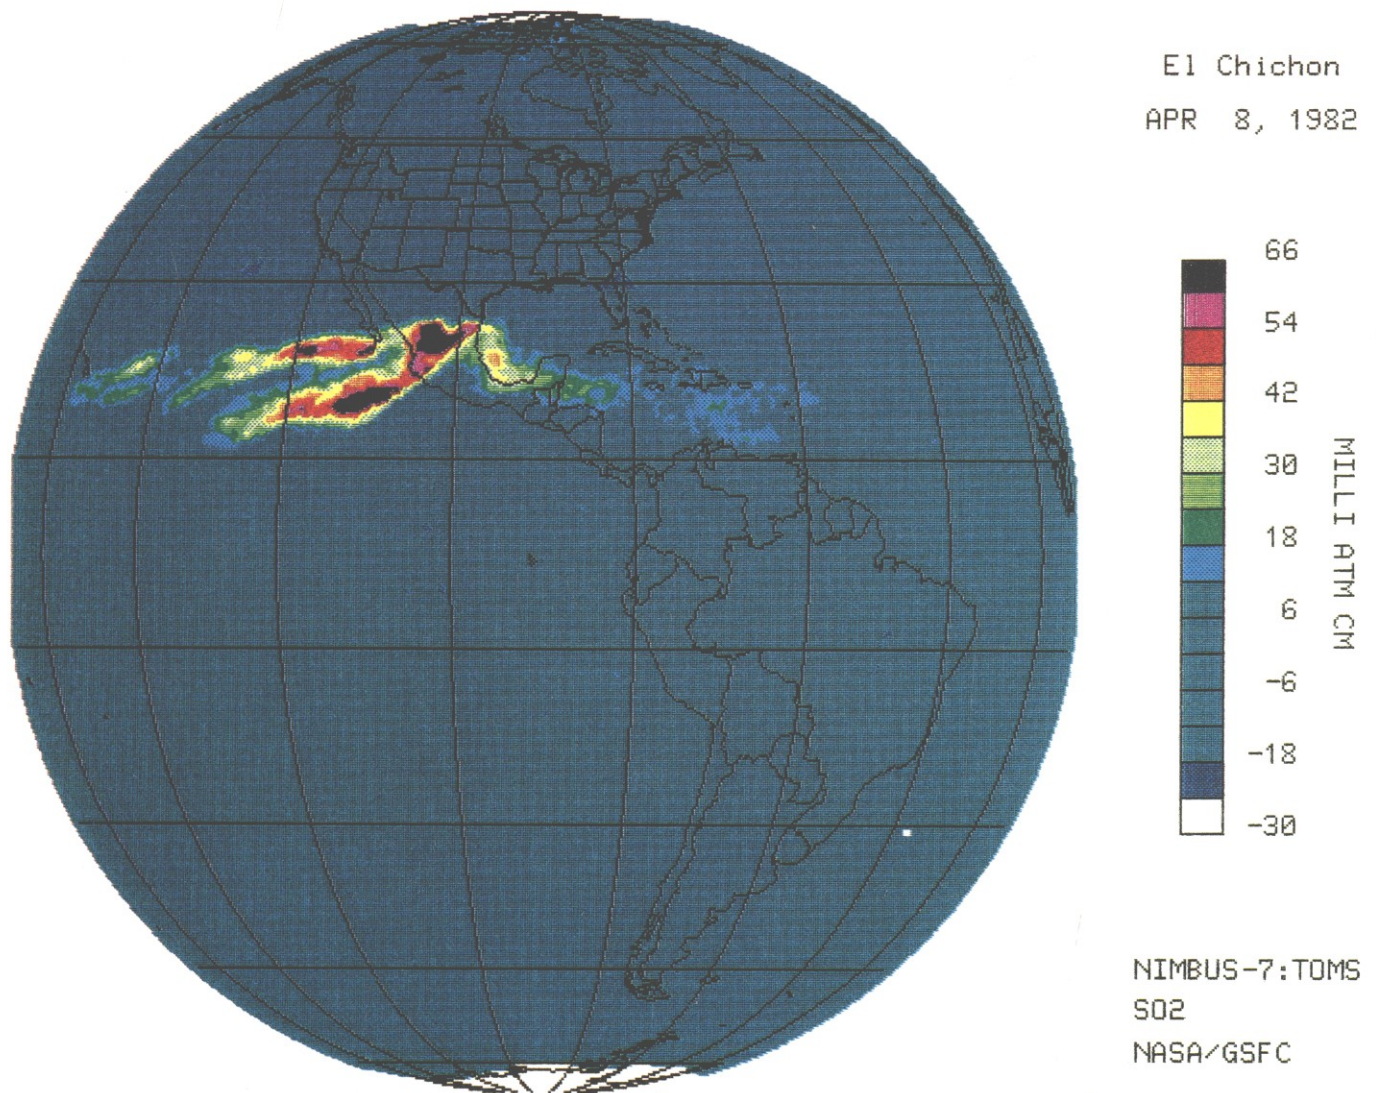 El Chichon
APR 8, 1982
66
54
42
30
18
6
-6
-18
-30
MILLI ATM CM
NIMBUS-7:TOMS
SO2
NASA/GSFC